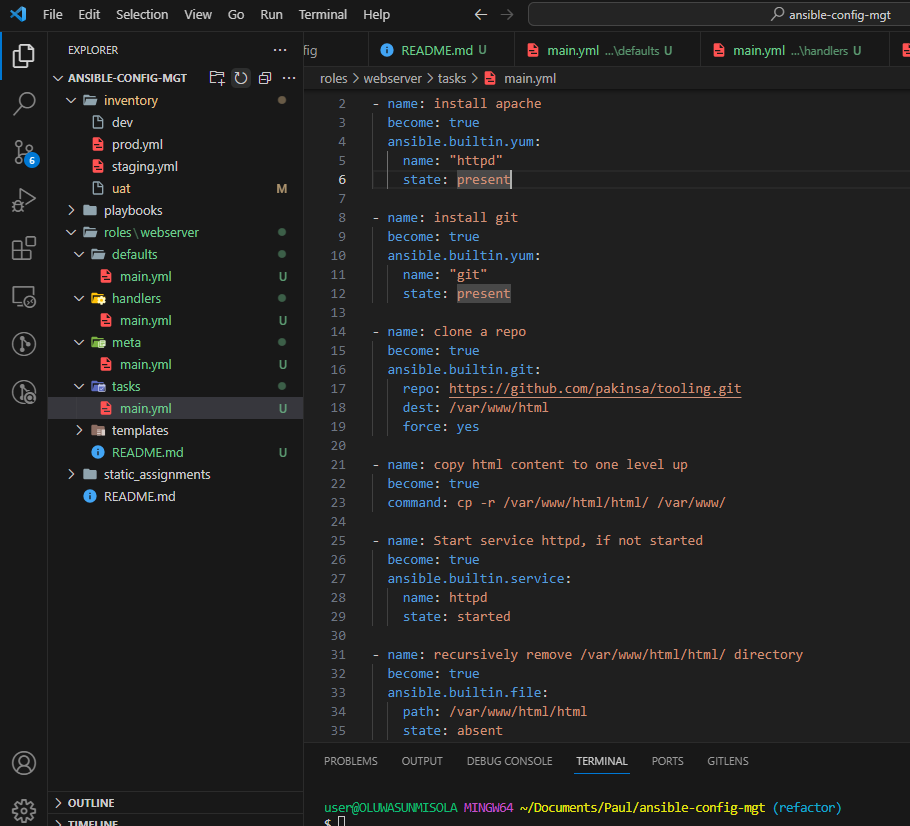 File Edit Selection View Go Run Terminal Help ansible-config-mgt
EXPLORER
ANSIBLE-CONFIG-MGT
inventory
dev
prod.yml
staging.yml
uat M
playbooks
roles\webserver
defaults
main.yml U
handlers
main.yml U
meta
main.yml U
tasks
main.yml U
templates
README.md U
static_assignments
README.md
OUTLINE
TIMELINE
6
fig README.md U main.yml ...\defaults U main.yml ...\handlers U
roles > webserver > tasks > main.yml
2 - name: install apache
3 become: true
4 ansible.builtin.yum:
5 name: "httpd"
6 state: present
7
8 - name: install git
9 become: true
10 ansible.builtin.yum:
11 name: "git"
12 state: present
13
14 - name: clone a repo
15 become: true
16 ansible.builtin.git:
17 repo: https://github.com/pakinsa/tooling.git
18 dest: /var/www/html
19 force: yes
20
21 - name: copy html content to one level up
22 become: true
23 command: cp -r /var/www/html/html/ /var/www/
24
25 - name: Start service httpd, if not started
26 become: true
27 ansible.builtin.service:
28 name: httpd
29 state: started
30
31 - name: recursively remove /var/www/html/html/ directory
32 become: true
33 ansible.builtin.file:
34 path: /var/www/html/html
35 state: absent
PROBLEMS OUTPUT DEBUG CONSOLE TERMINAL PORTS GITLENS
user@OLUWASUNMISOLA MINGW64 ~/Documents/Paul/ansible-config-mgt (refactor)
$